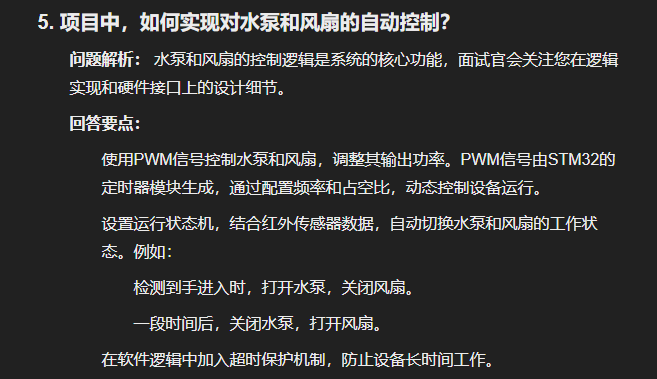 5. 项目中，如何实现对水泵和风扇的自动控制？
问题解析： 水泵和风扇的控制逻辑是系统的核心功能，面试官会关注您在逻辑
实现和硬件接口上的设计细节。
回答要点：
使用PWM信号控制水泵和风扇，调整其输出功率。PWM信号由STM32的
定时器模块生成，通过配置频率和占空比，动态控制设备运行。
设置运行状态机，结合红外传感器数据，自动切换水泵和风扇的工作状
态。例如：
检测到手进入时，打开水泵，关闭风扇。
一段时间后，关闭水泵，打开风扇。
在软件逻辑中加入超时保护机制，防止设备长时间工作。